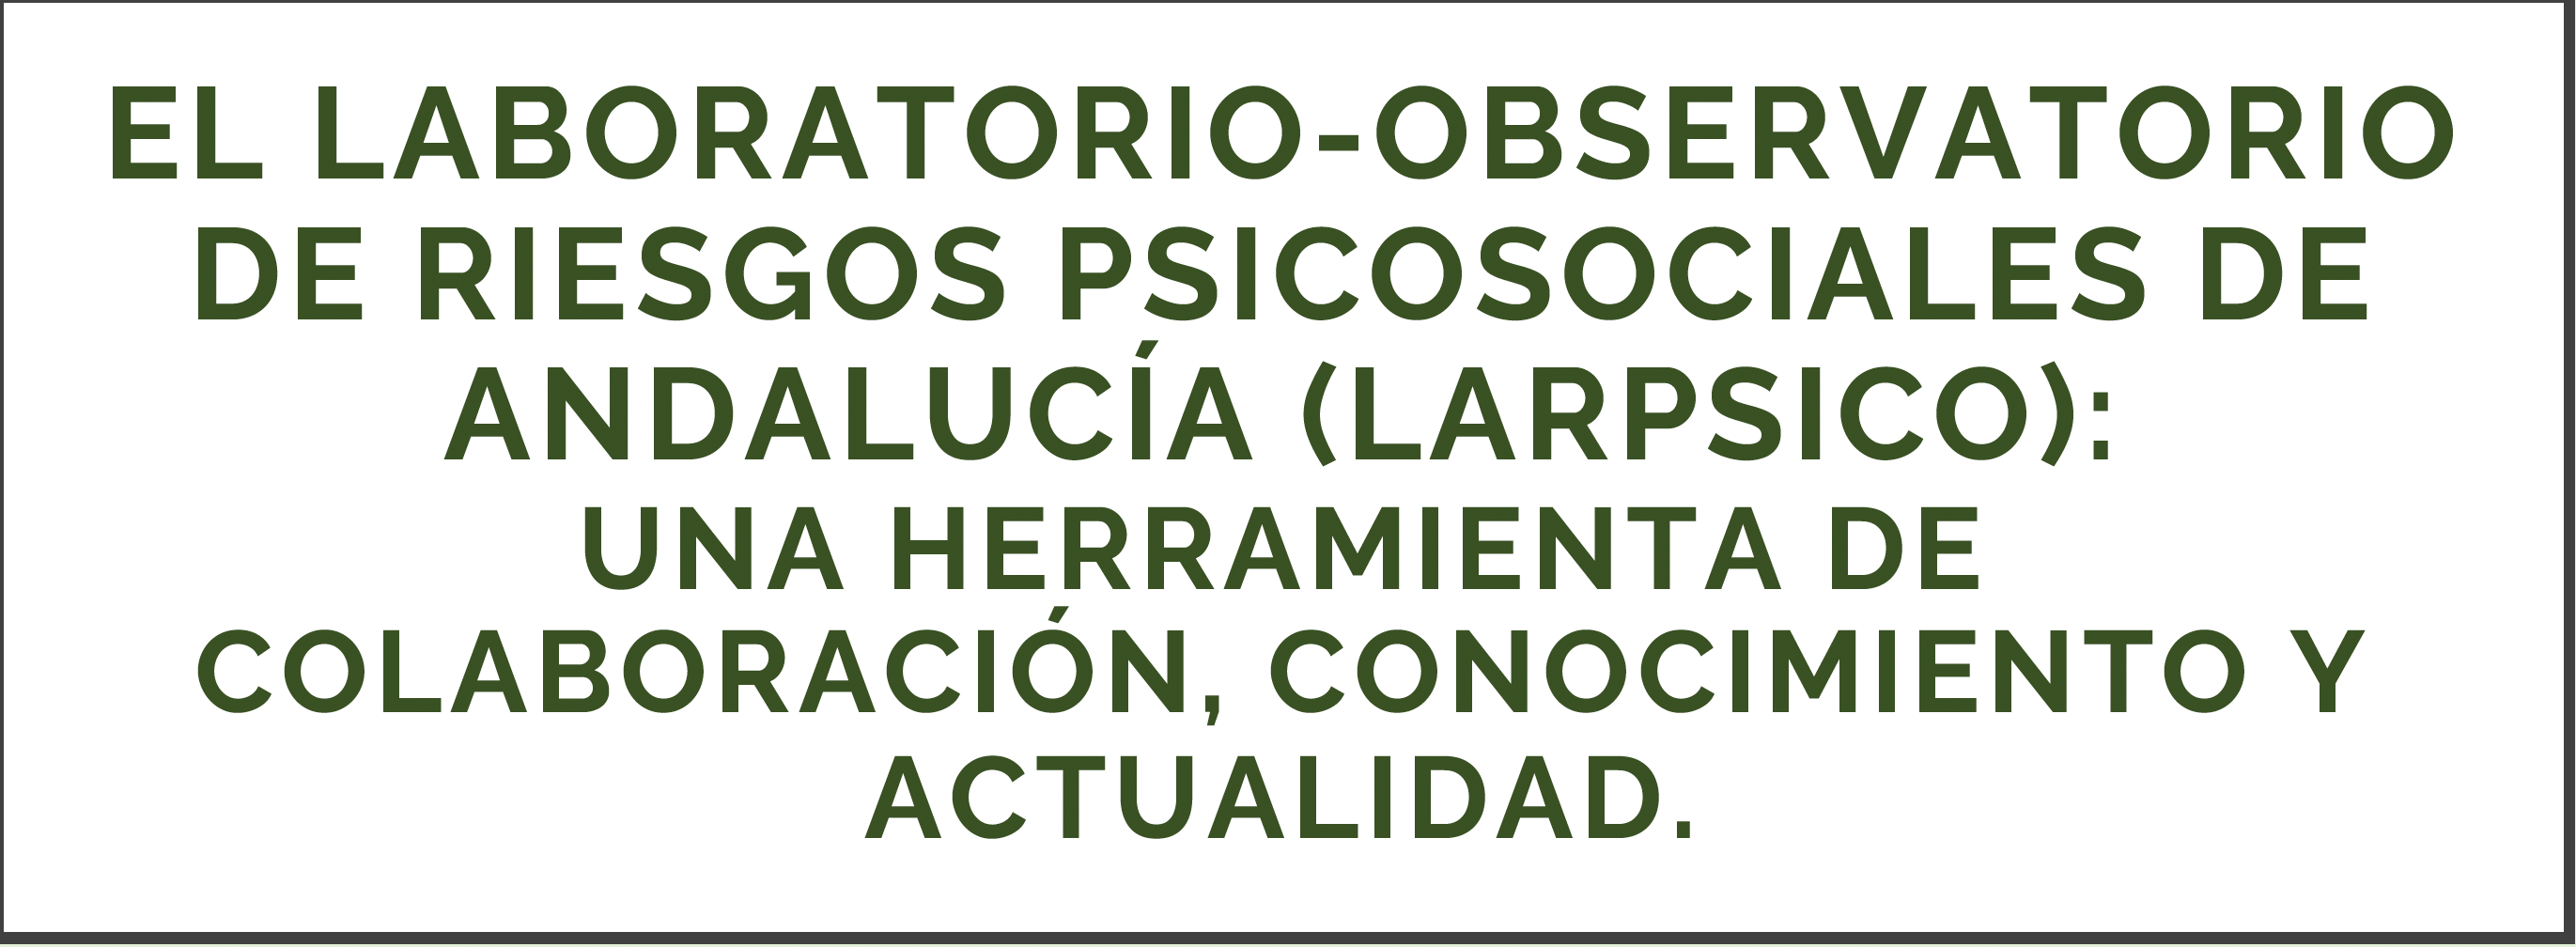 EL LABORATORIO-OBSERVATORIO
DE RIESGOS PSICOSOCIALES DE
ANDALUCÍA (LARPSICO):
UNA HERRAMIENTA DE
COLABORACIÓN, CONOCIMIENTO Y
ACTUALIDAD.